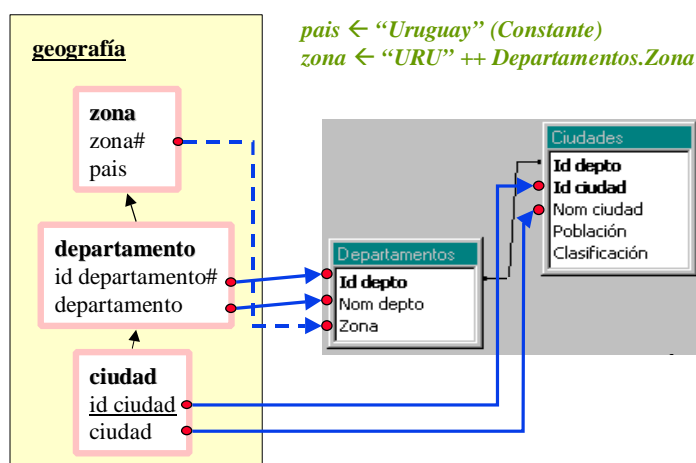 geografía
pais ← “Uruguay” (Constante)
zona ← “URU” ++ Departamentos.Zona
zona
zona#
pais
departamento
id departamento#
departamento
ciudad
id ciudad
ciudad
Departamentos
Id depto
Nom depto
Zona
Ciudades
Id depto
Id ciudad
Nom ciudad
Población
Clasificación